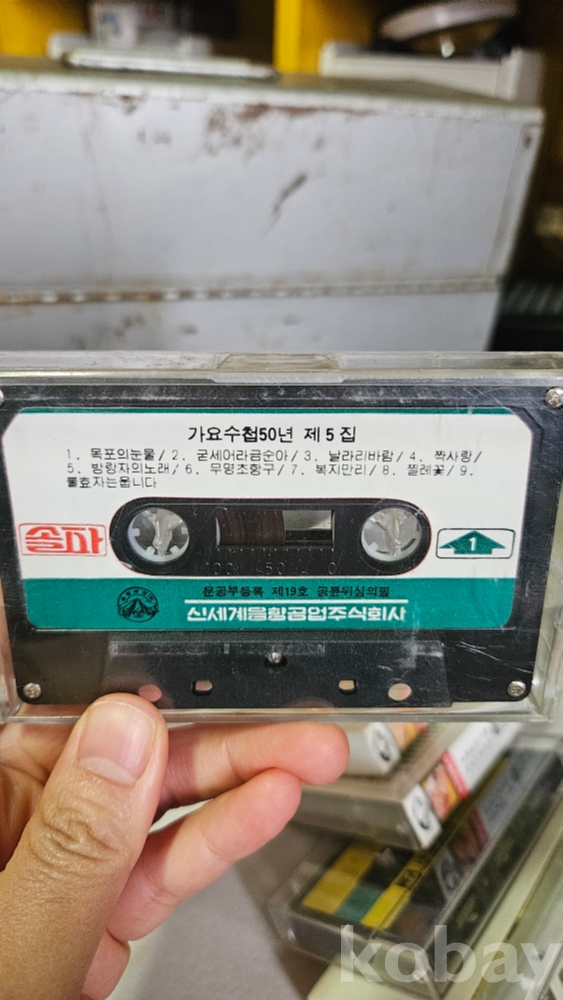 가요수첩50년 제 5 집
1. 목포의눈물/ 2. 굳세어라금순아/ 3. 날라리바람/ 4. 짝사랑/
5. 방랑자의노래/ 6. 무명초항구/ 7. 복지만리/ 8. 찔레꽃/ 9.
불효자는웁니다
솔파
1
100 50 0
문공부등록 제19호 공륜위심의필
신세계음향공업주식회사
kobay